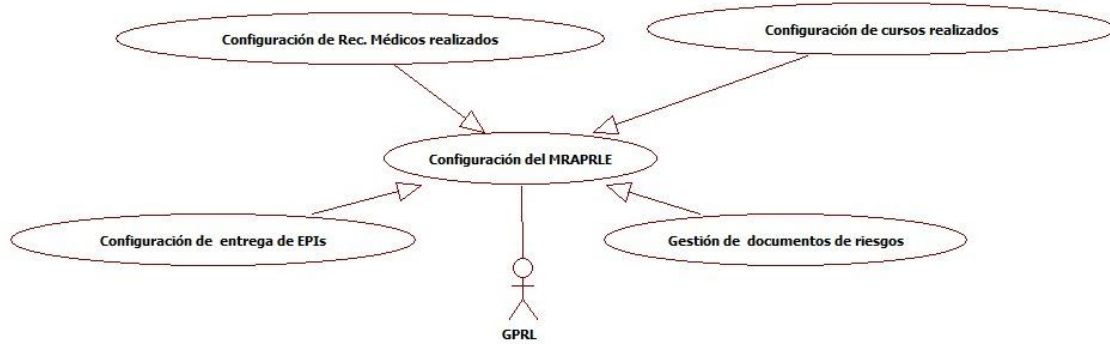 Configuración de Rec. Médicos realizados
Configuración de cursos realizados
Configuración del MRAPRLE
Configuración de entrega de EPIs
Gestión de documentos de riesgos
GPRL